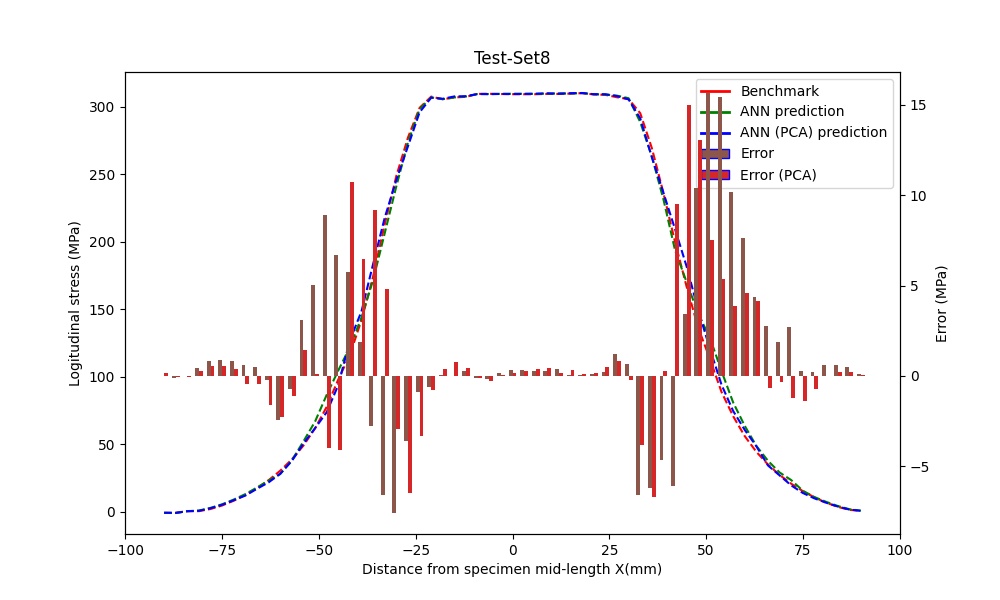 Test-Set8
Benchmark
ANN prediction
ANN (PCA) prediction
Error
Error (PCA)
300
250
200
150
100
50
0
Logitudinal stress (MPa)
15
10
5
0
−5
Error (MPa)
−100 −75 −50 −25 0 25 50 75 100
Distance from specimen mid-length X(mm)